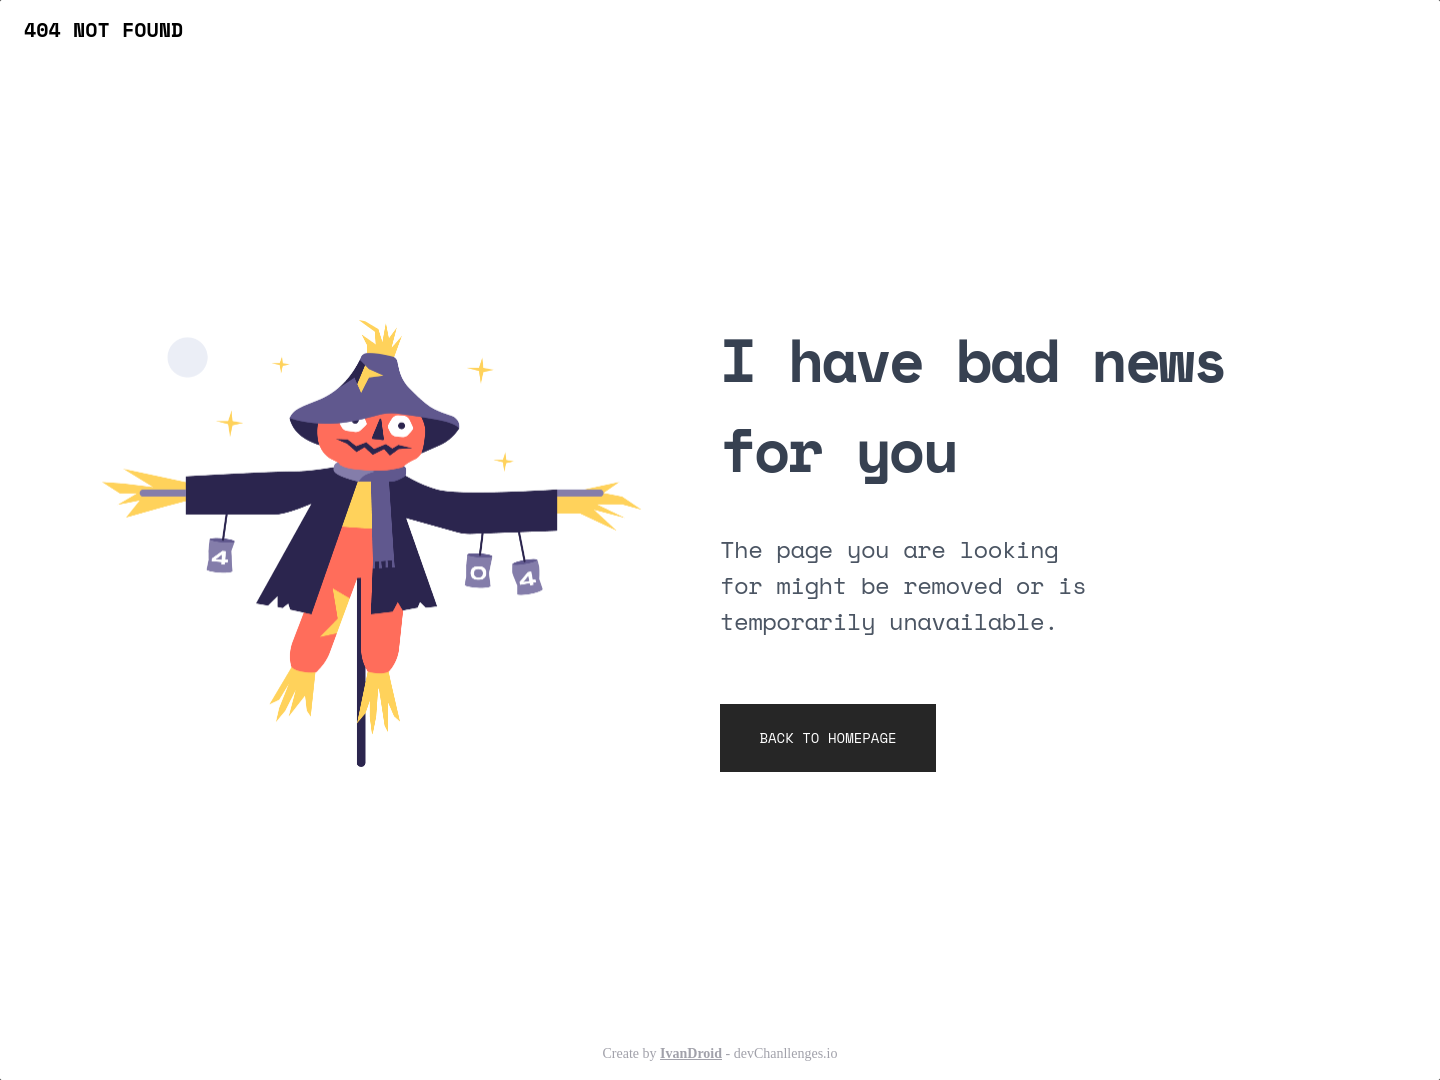 404 NOT FOUND
4
0
4
I have bad news
for you
The page you are looking
for might be removed or is
temporarily unavailable.
BACK TO HOMEPAGE
Create by IvanDroid - devChanllenges.io